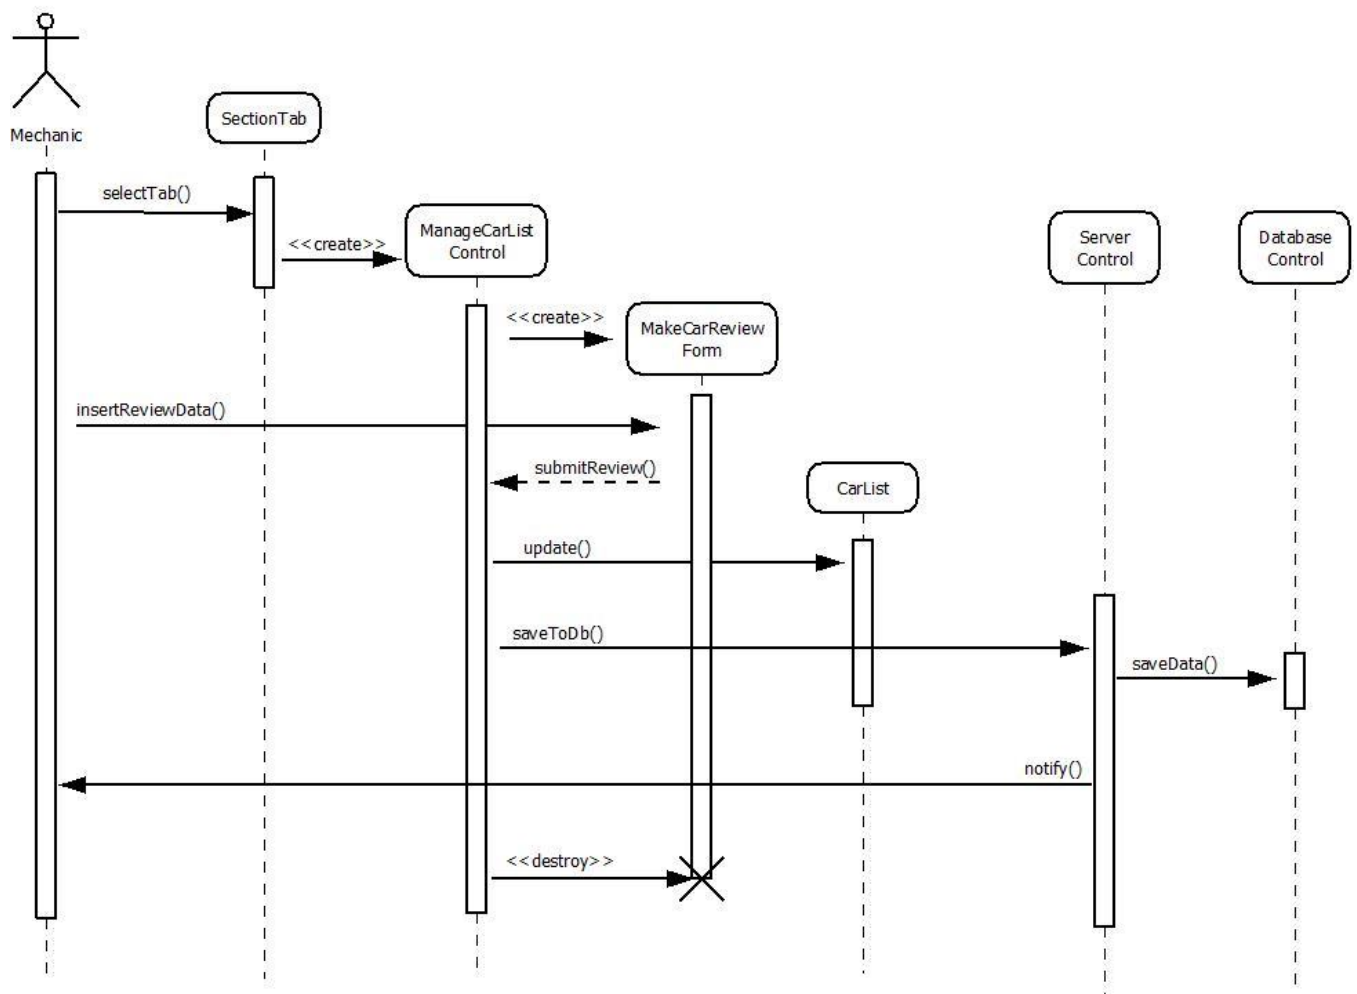 Mechanic
SectionTab
selectTab()
<<create>>
ManageCarList
Control
Server
Control
Database
Control
<<create>>
MakeCarReview
Form
insertReviewData()
submitReview()
CarList
update()
saveToDb()
saveData()
notify()
<<destroy>>